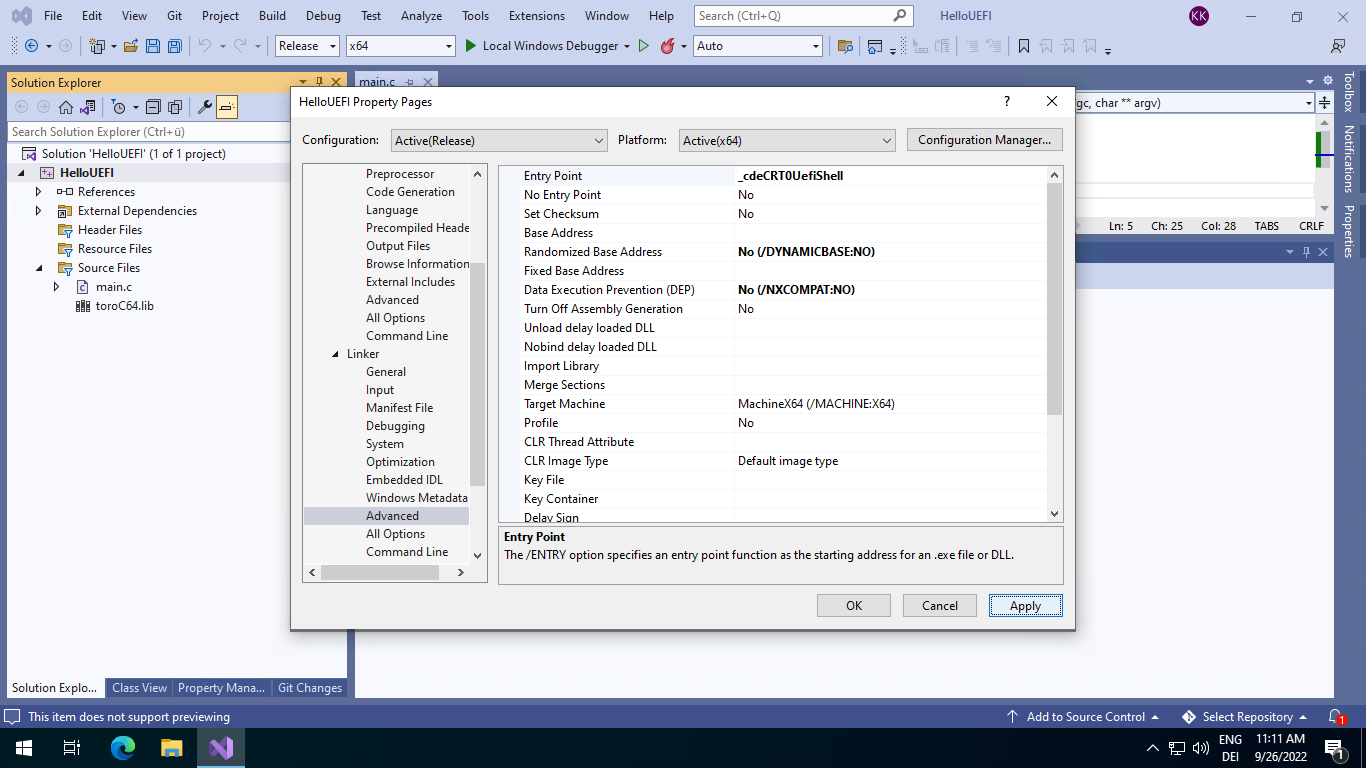 File Edit View Git Project Build Debug Test Analyze Tools Extensions Window Help Search (Ctrl+Q) HelloUEFI KK
Release x64 Local Windows Debugger Auto
Solution Explorer
main.c
Search Solution Explorer (Ctrl+ü)
Solution 'HelloUEFI' (1 of 1 project)
HelloUEFI
References
External Dependencies
Header Files
Resource Files
Source Files
main.c
toroC64.lib
Solution Explo... Class View Property Mana... Git Changes
HelloUEFI Property Pages
?
Configuration: Active(Release) Platform: Active(x64) Configuration Manager...
Preprocessor
Code Generation
Language
Precompiled Heade
Output Files
Browse Information
External Includes
Advanced
All Options
Command Line
Linker
General
Input
Manifest File
Debugging
System
Optimization
Embedded IDL
Windows Metadata
Advanced
All Options
Command Line
Entry Point _cdeCRT0UefiShell
No Entry Point No
Set Checksum No
Base Address
Randomized Base Address No (/DYNAMICBASE:NO)
Fixed Base Address
Data Execution Prevention (DEP) No (/NXCOMPAT:NO)
Turn Off Assembly Generation No
Unload delay loaded DLL
Nobind delay loaded DLL
Import Library
Merge Sections
Target Machine MachineX64 (/MACHINE:X64)
Profile No
CLR Thread Attribute
CLR Image Type Default image type
Key File
Key Container
Delay Sign
Entry Point
The /ENTRY option specifies an entry point function as the starting address for an .exe file or DLL.
OK Cancel Apply
gc, char ** argv)
Ln: 5 Ch: 25 Col: 28 TABS CRLF
Toolbox
Notifications
Properties
This item does not support previewing Add to Source Control Select Repository 1
ENG 11:11 AM
DEI 9/26/2022 1